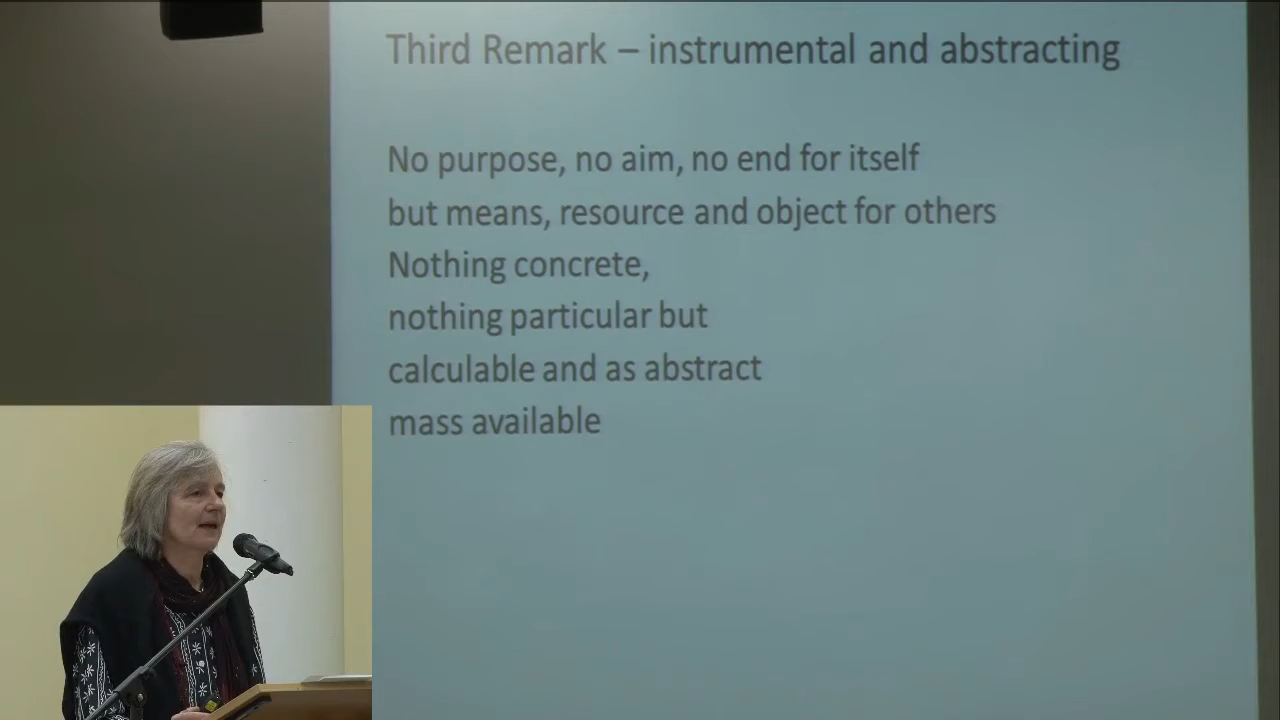 Third Remark – instrumental and abstracting
No purpose, no aim, no end for itself
but means, resource and object for others
Nothing concrete,
nothing particular but
calculable and as abstract
mass available